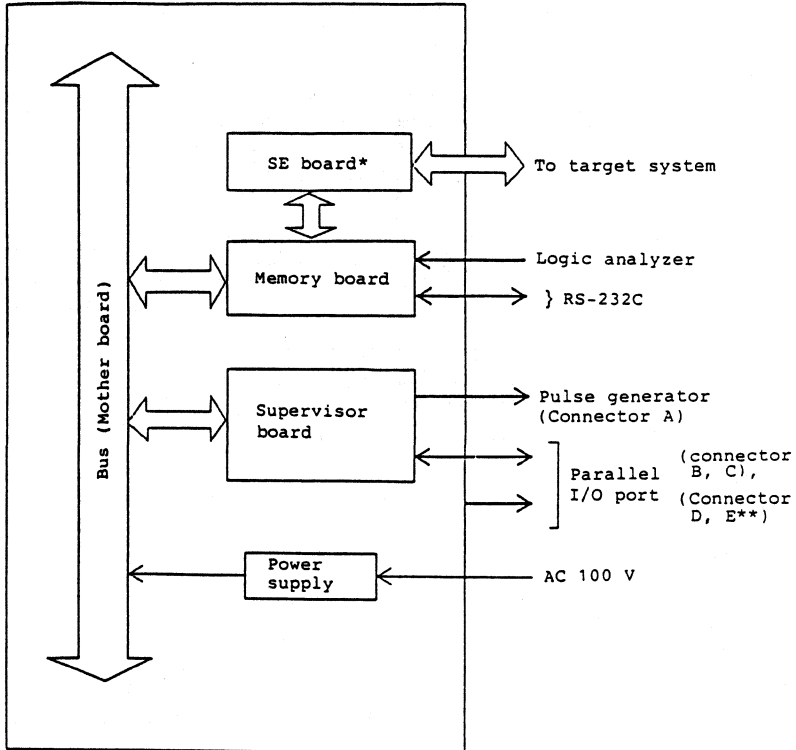 SE board*
To target system
Memory board
Logic analyzer
} RS-232C
Bus (Mother board)
Supervisor
board
Pulse generator
(Connector A)
Parallel
I/O port
(connector
B, C),
(Connector
D, E**)
Power
supply
AC 100 V